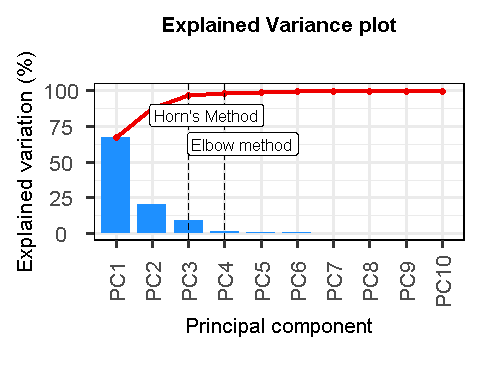 Explained Variance plot
Explained variation (%)
100
75
50
25
0
Horn's Method
Elbow method
PC1
PC2
PC3
PC4
PC5
PC6
PC7
PC8
PC9
PC10
Principal component